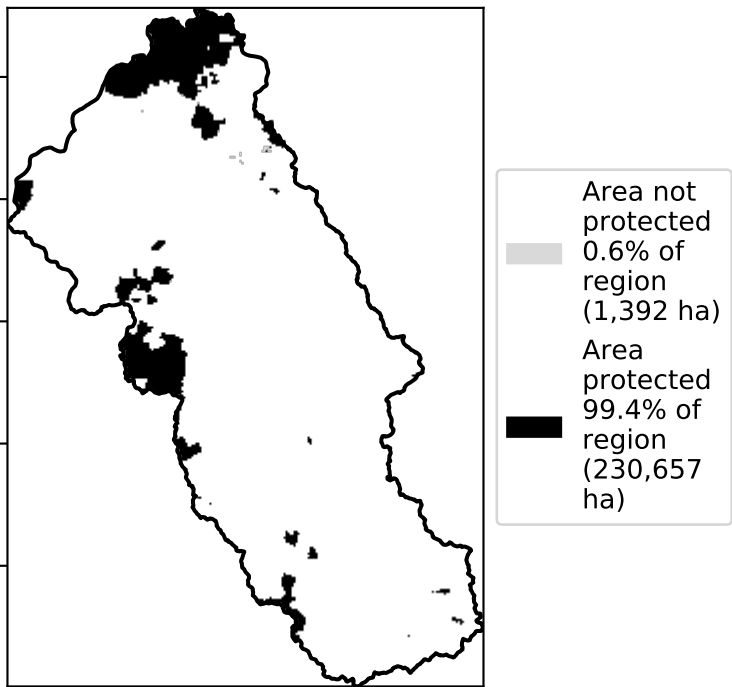 Area not
protected
0.6% of
region
(1,392 ha)
Area
protected
99.4% of
region
(230,657
ha)